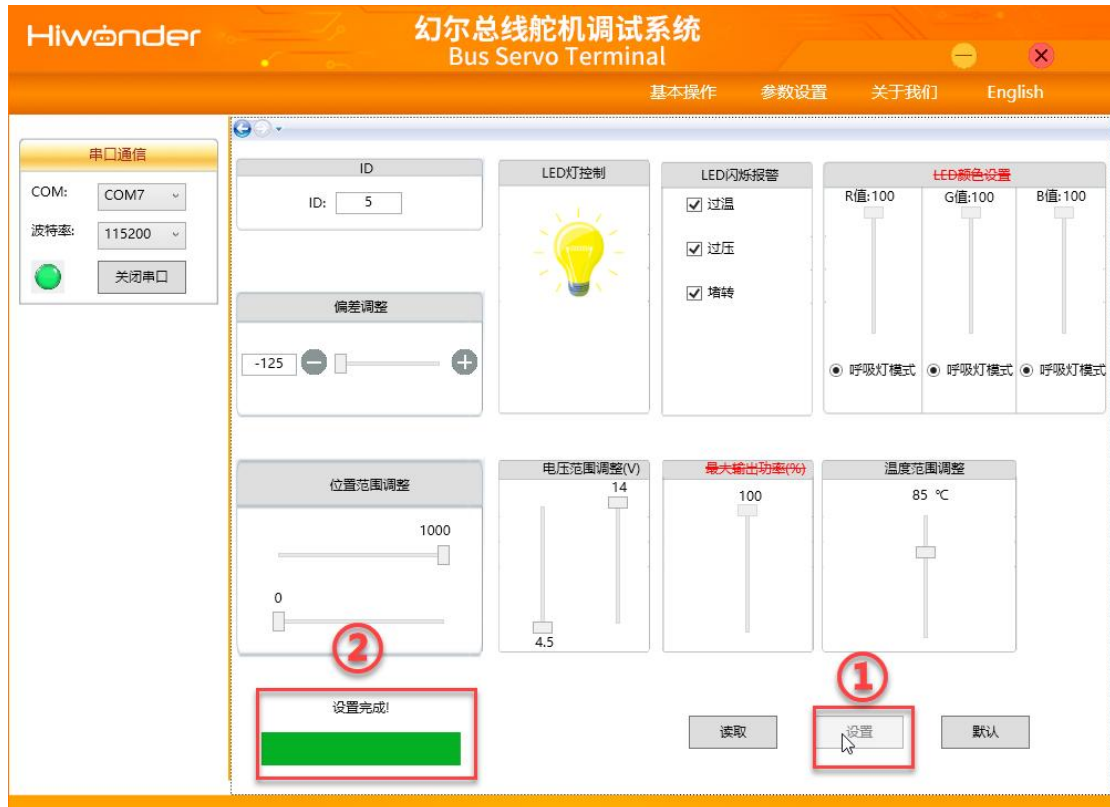 Hiwonder
幻尔总线舵机调试系统
Bus Servo Terminal
基本操作 参数设置 关于我们 English
串口通信
COM: COM7
波特率: 115200
关闭串口
ID
ID: 5
LED灯控制
LED闪烁报警
过温
过压
堵转
LED颜色设置
R值:100 G值:100 B值:100
呼吸灯模式 呼吸灯模式 呼吸灯模式
偏差调整
-125
位置范围调整
1000
0
电压范围调整(V)
14
4.5
最大输出功率(%)
100
温度范围调整
85 ℃
②
设置完成!
①
读取 设置 默认